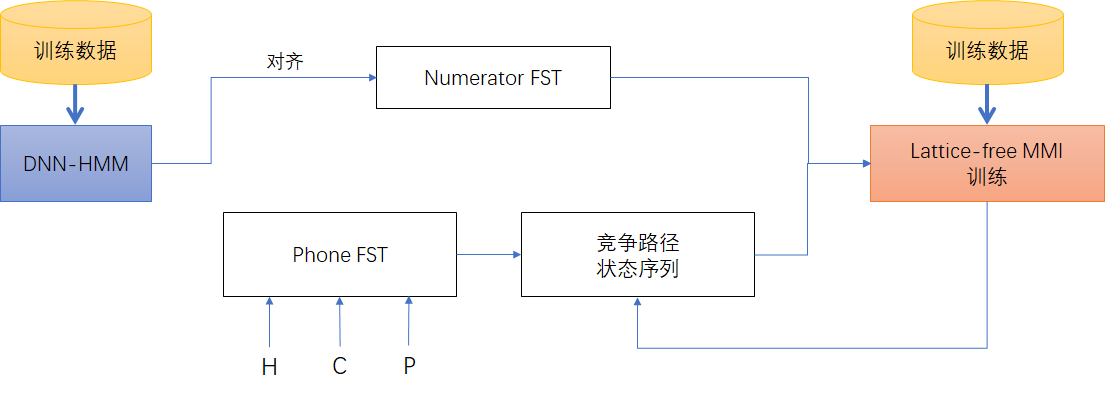 训练数据
训练数据
对齐
Numerator FST
DNN-HMM
Lattice-free MMI
训练
Phone FST
竞争路径
状态序列
H
C
P